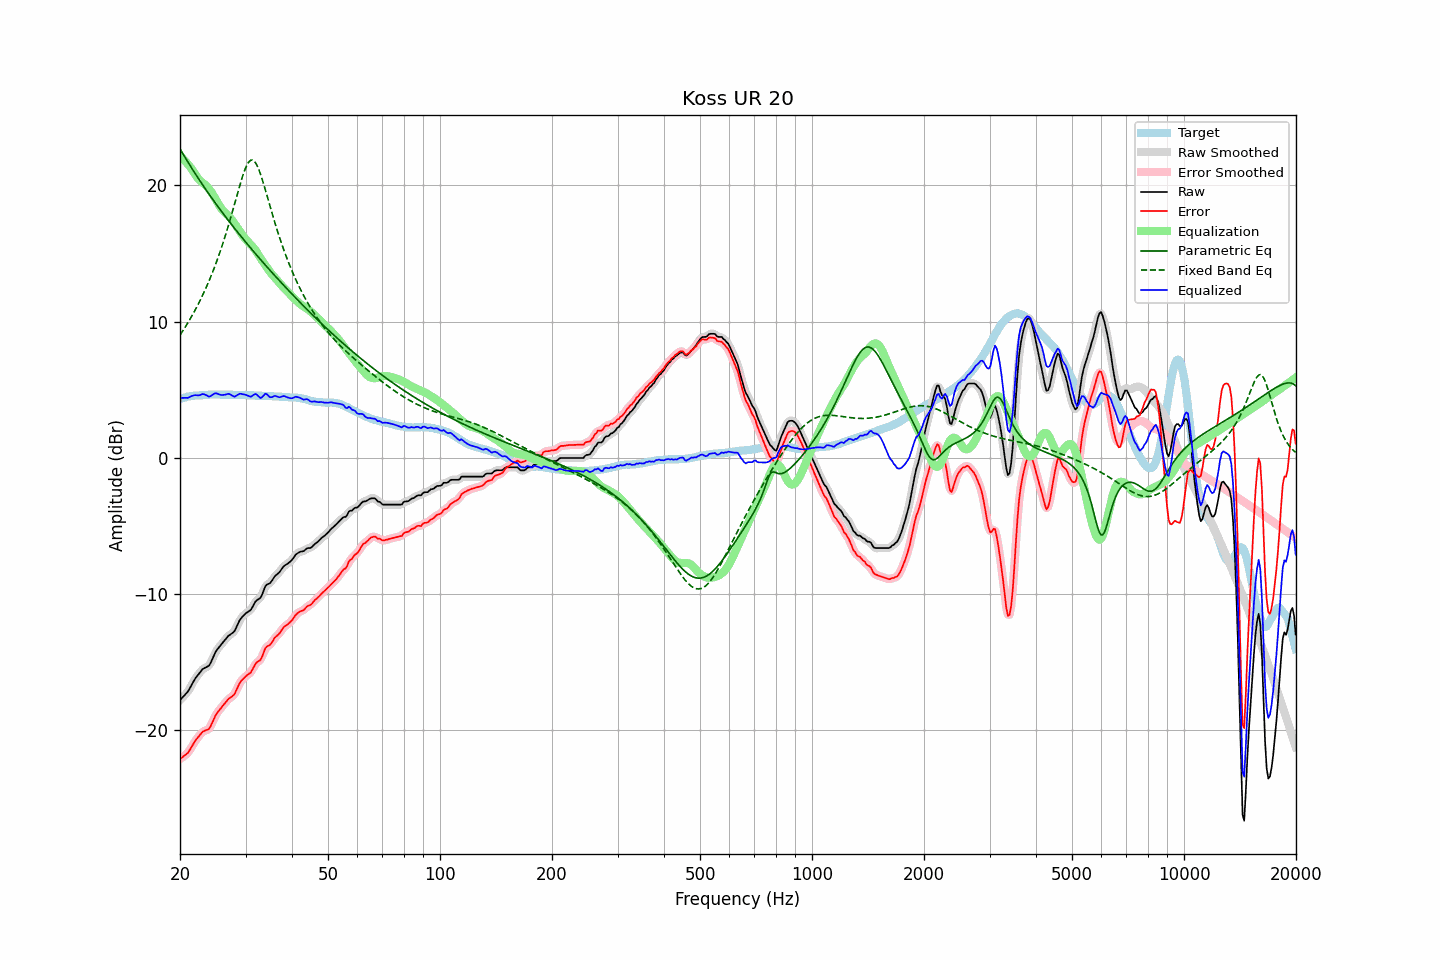 Koss UR 20
Amplitude (dBr)
20
10
0
−10
−20
Target
Raw Smoothed
Error Smoothed
Raw
Error
Equalization
Parametric Eq
Fixed Band Eq
Equalized
20 50 100 200 500 1000 2000 5000 10000 20000
Frequency (Hz)